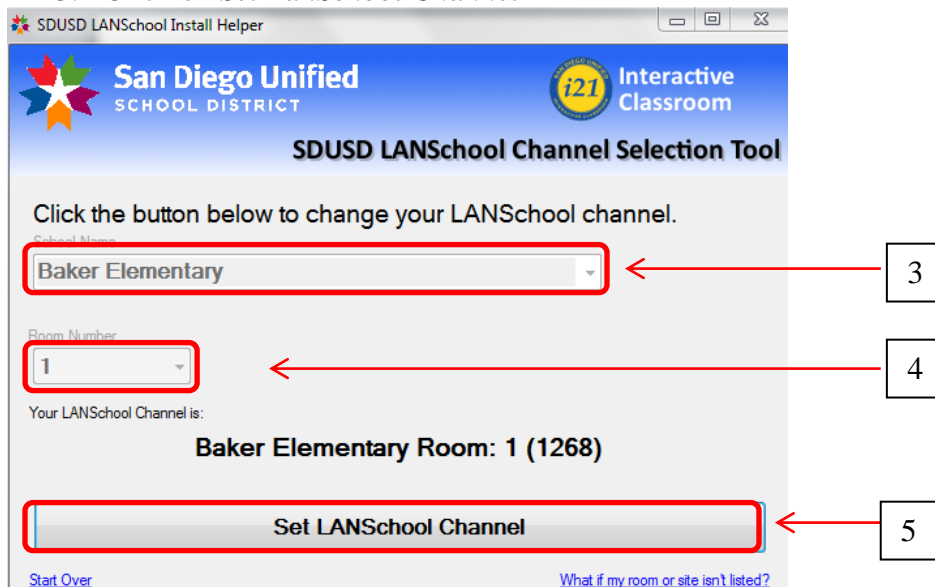 SDUSD LANSchool Install Helper
San Diego Unified
SCHOOL DISTRICT
i21
Interactive
Classroom
SDUSD LANSchool Channel Selection Tool
Click the button below to change your LANSchool channel.
School Name
Baker Elementary
3
Room Number
1
4
Your LANSchool Channel is:
Baker Elementary Room: 1 (1268)
Set LANSchool Channel
5
Start Over
What if my room or site isn't listed?